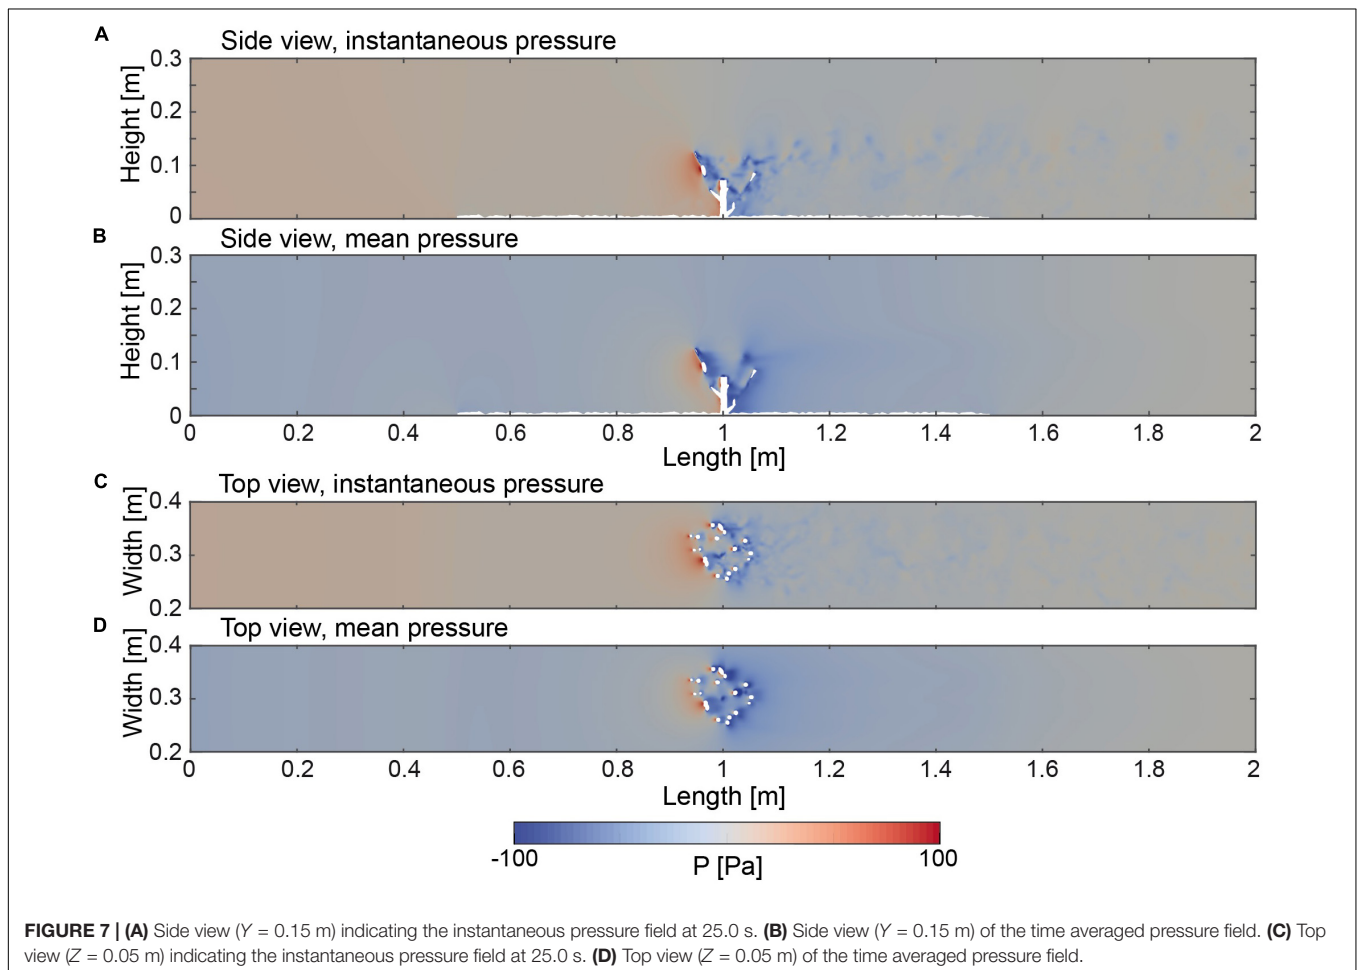 A
Side view, instantaneous pressure
Height [m]
0.3
0.2
0.1
0
B
Side view, mean pressure
Height [m]
0.3
0.2
0.1
0
0 0.2 0.4 0.6 0.8 1 1.2 1.4 1.6 1.8 2
Length [m]
C
Top view, instantaneous pressure
Width [m]
0.4
0.3
0.2
D
Top view, mean pressure
Width [m]
0.4
0.3
0.2
0 0.2 0.4 0.6 0.8 1 1.2 1.4 1.6 1.8 2
Length [m]
-100 100
P [Pa]
FIGURE 7 | (A) Side view (Y = 0.15 m) indicating the instantaneous pressure field at 25.0 s. (B) Side view (Y = 0.15 m) of the time averaged pressure field. (C) Top
view (Z = 0.05 m) indicating the instantaneous pressure field at 25.0 s. (D) Top view (Z = 0.05 m) of the time averaged pressure field.